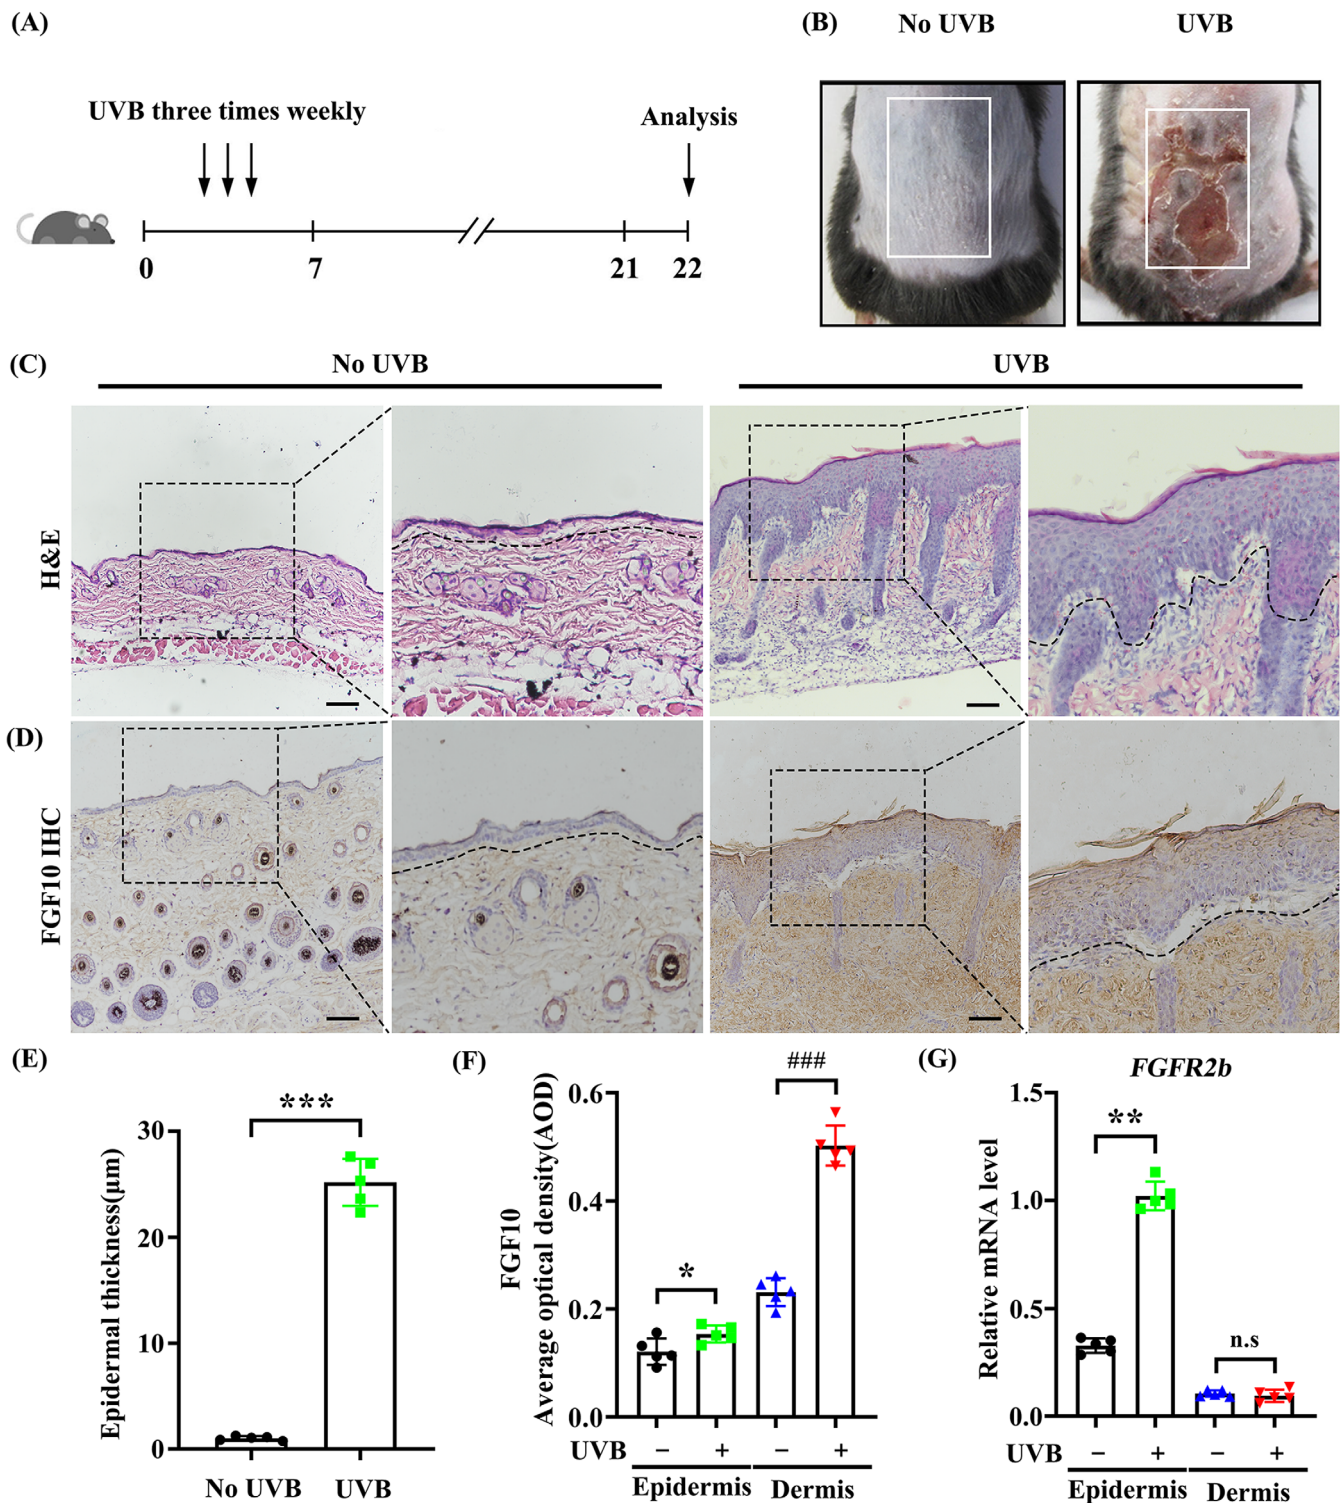 (A)
UVB three times weekly
Analysis
0 7 21 22
(B)
No UVB UVB
(C)
No UVB UVB
H&E
(D)
FGF10 IHC
(E)
***
Epidermal thickness(μm)
30
20
10
0
No UVB UVB
(F)
###
*
FGF10
Average optical density(AOD)
0.6
0.4
0.2
0.0
UVB − + − +
Epidermis Dermis
(G)
FGFR2b
**
n.s
Relative mRNA level
1.5
1.0
0.5
0.0
UVB − + − +
Epidermis Dermis